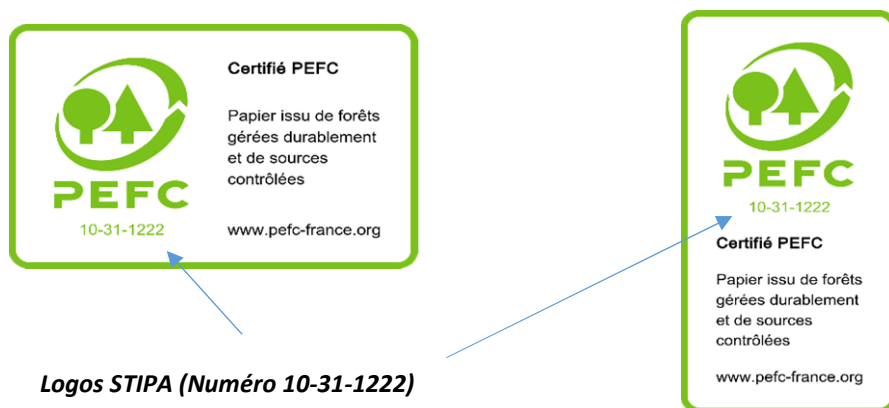 PEFC
10-31-1222
Certifié PEFC
Papier issu de forêts
gérées durablement
et de sources
contrôlées
www.pefc-france.org
PEFC
10-31-1222
Certifié PEFC
Papier issu de forêts
gérées durablement
et de sources
contrôlées
www.pefc-france.org
Logos STIPA (Numéro 10-31-1222)